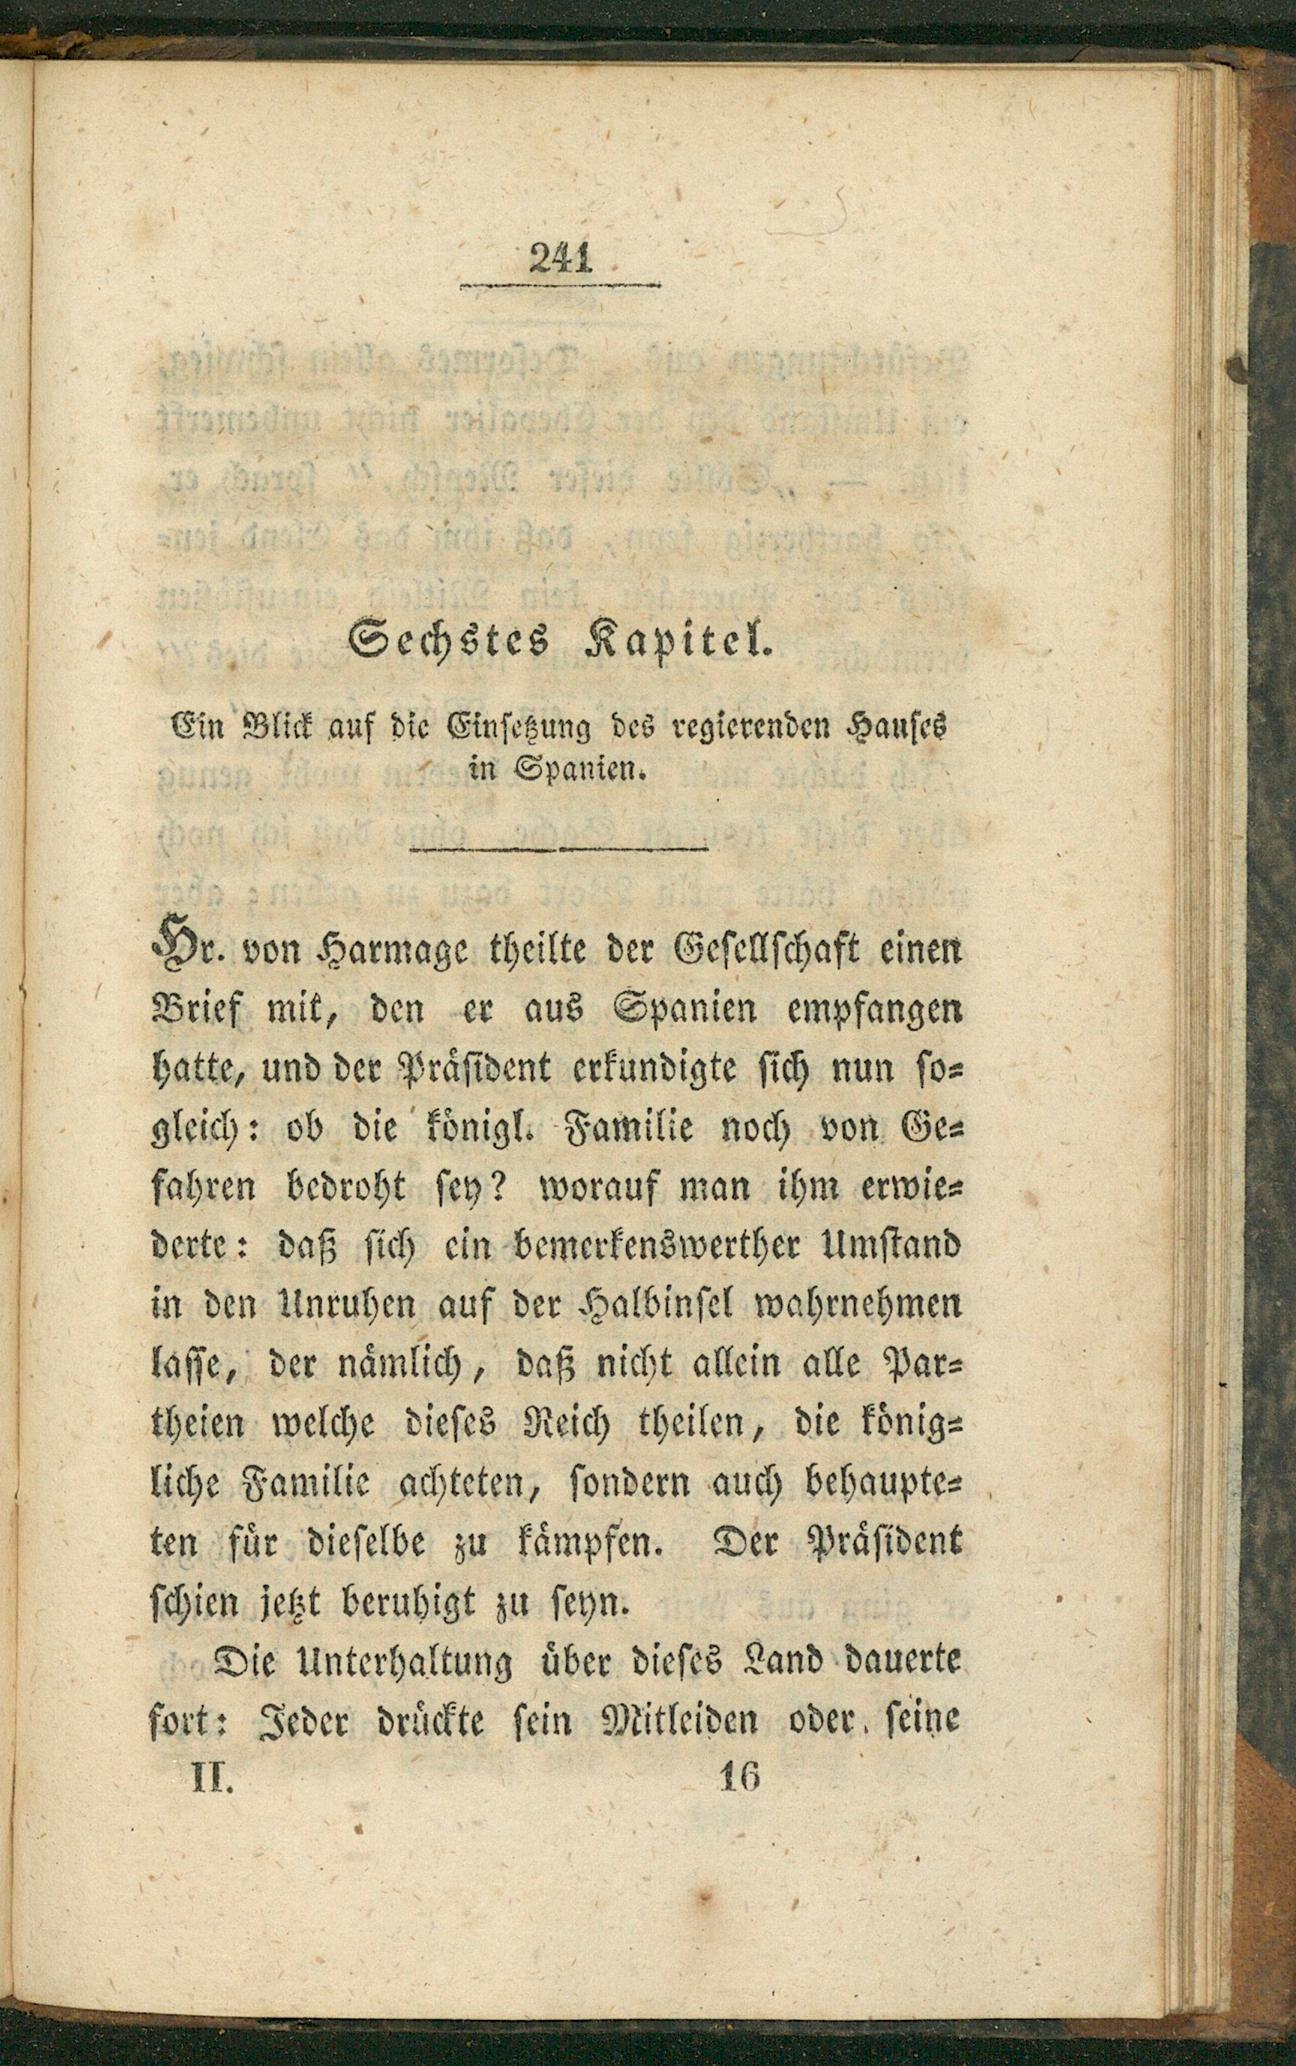 241
Sechstes Kapitel.
Ein Blick auf die Einsetzung des regierenden Hauses
in Spanien.
Hr. von Harmage theilte der Gesellschaft einen
Brief mit, den er aus Spanien empfangen
hatte, und der Präsident erkundigte sich nun so-
gleich: ob die königl. Familie noch von Ge-
fahren bedroht sey? worauf man ihm erwie-
derte: daß sich ein bemerkenswerther Umstand
in den Unruhen auf der Halbinsel wahrnehmen
lasse, der nämlich, daß nicht allein alle Par-
theien welche dieses Reich theilen, die könig-
liche Familie achteten, sondern auch behaupte-
ten für dieselbe zu kämpfen. Der Präsident
schien jetzt beruhigt zu seyn.
Die Unterhaltung über dieses Land dauerte
fort: Jeder drückte sein Mitleiden oder seine
II. 16